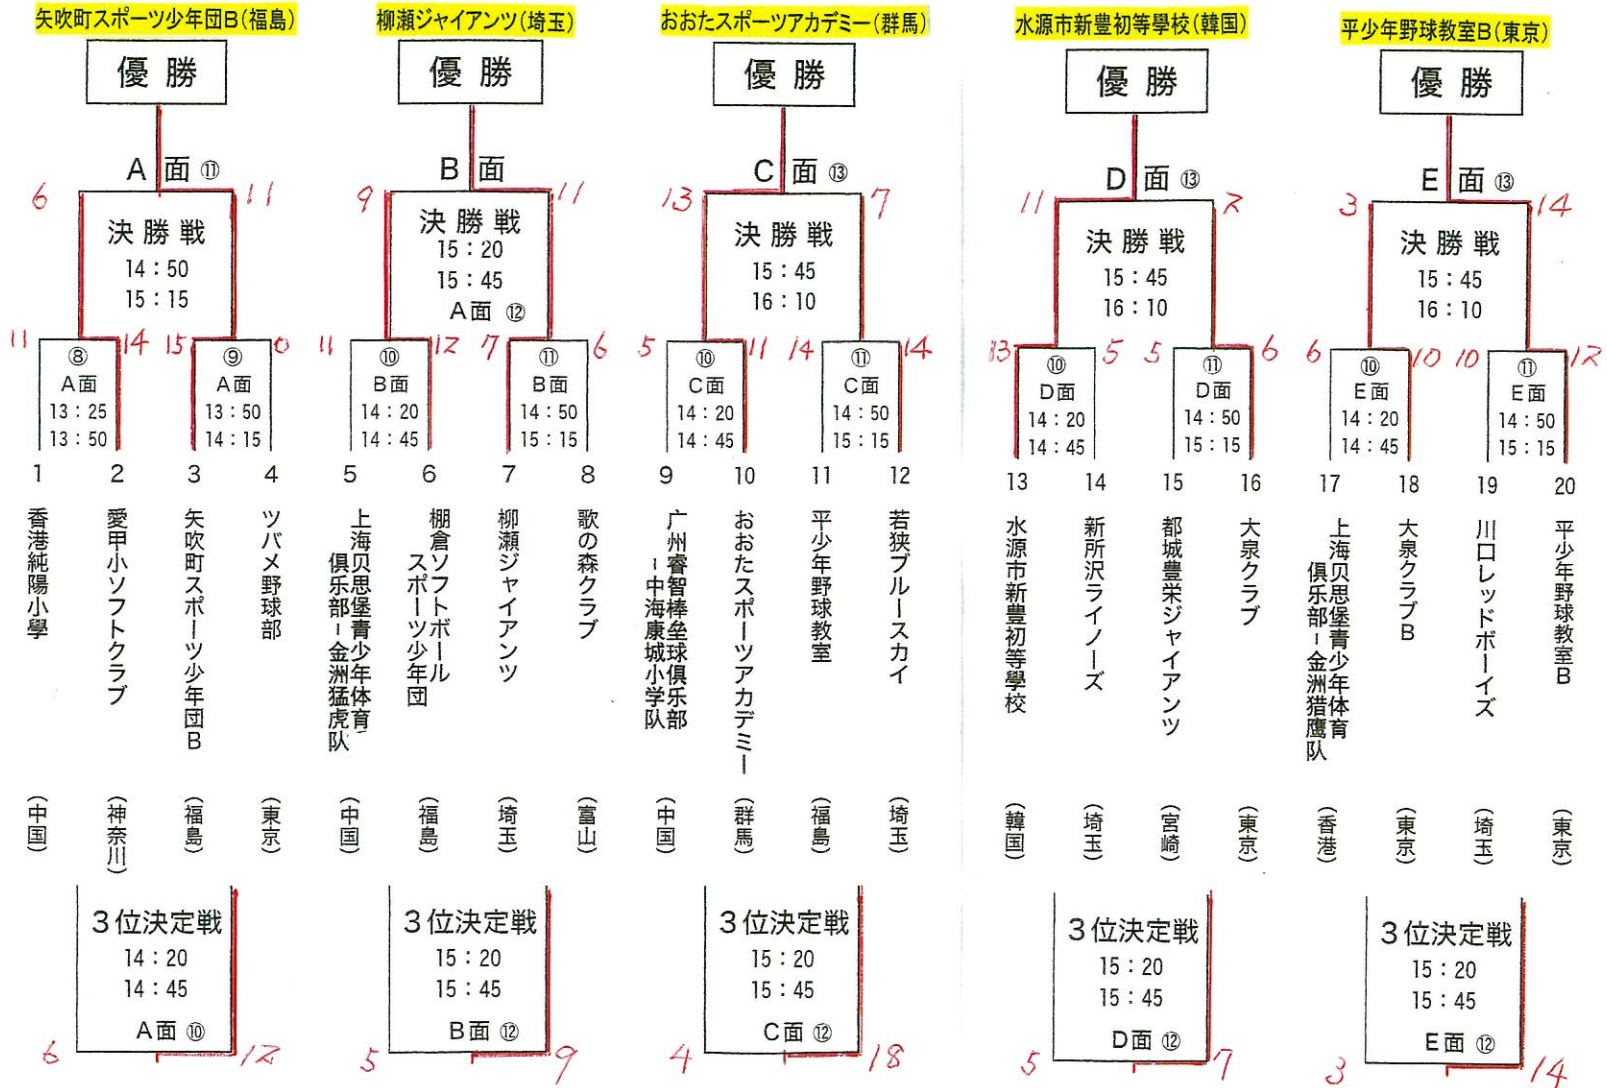 矢吹町スポーツ少年団B(福島)
優勝
A面 ⑪
6 11
決勝戦
14:50
15:15
11 14 15 0
⑧
A面
13:25
13:50
⑨
A面
13:50
14:15
1 2 3 4
香港純陽小學
(中国)
愛甲小ソフトクラブ
(神奈川)
矢吹町スポーツ少年団B
(福島)
ツバメ野球部
(東京)
3位決定戦
14:20
14:45
A面 ⑩
6 12
柳瀬ジャイアンツ(埼玉)
優勝
B面
9 11
決勝戦
15:20
15:45
A面 ⑫
11 12 7 6
⑩
B面
14:20
14:45
⑪
B面
14:50
15:15
5 6 7 8
上海贝思堡青少年体育
俱乐部-金洲猛虎队
(中国)
棚倉ソフトボール
スポーツ少年団
(福島)
柳瀬ジャイアンツ
(埼玉)
歌の森クラブ
(富山)
3位決定戦
15:20
15:45
B面 ⑫
5 9
おおたスポーツアカデミー(群馬)
優勝
C面 ⑬
13 7
決勝戦
15:45
16:10
5 11 14 14
⑩
C面
14:20
14:45
⑪
C面
14:50
15:15
9 10 11 12
广州睿智棒垒球俱乐部
-中海康城小学队
(中国)
おおたスポーツアカデミー
(群馬)
平少年野球教室
(福島)
若狭ブルースカイ
(埼玉)
3位決定戦
15:20
15:45
C面 ⑫
4 18
水源市新豊初等學校(韓国)
優勝
D面 ⑬
11 2
決勝戦
15:45
16:10
13 5 5 6
⑩
D面
14:20
14:45
⑪
D面
14:50
15:15
13 14 15 16
水源市新豊初等學校
(韓国)
新所沢ライノーズ
(埼玉)
都城豊栄ジャイアンツ
(宮崎)
大泉クラブ
(東京)
3位決定戦
15:20
15:45
D面 ⑫
5 7
平少年野球教室B(東京)
優勝
E面 ⑬
3 14
決勝戦
15:45
16:10
6 10 10 12
⑩
E面
14:20
14:45
⑪
E面
14:50
15:15
17 18 19 20
上海贝思堡青少年体育
俱乐部-金洲猎鹰队
(香港)
大泉クラブB
(東京)
川口レッドボーイズ
(埼玉)
平少年野球教室B
(東京)
3位決定戦
15:20
15:45
E面 ⑫
3 14